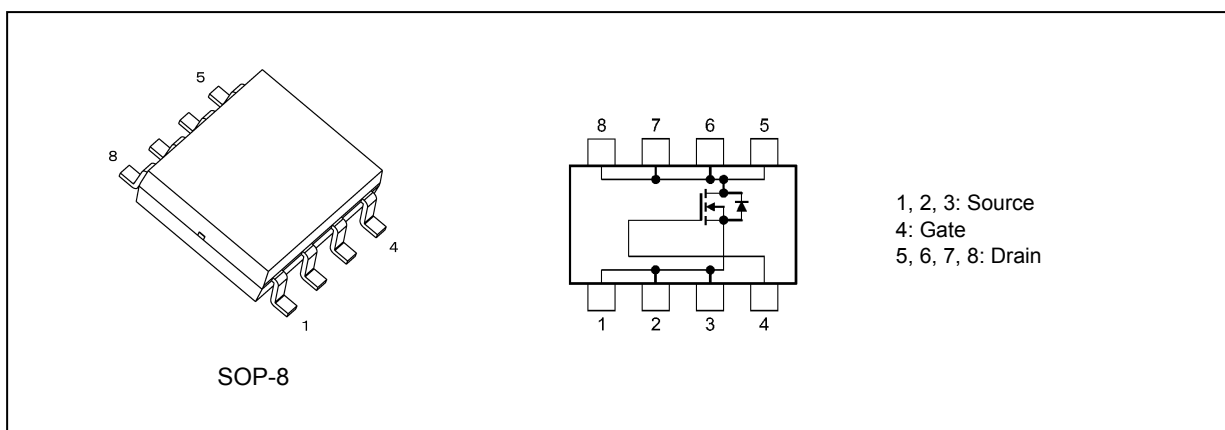 5
8
4
1
SOP-8
8 7 6 5
1 2 3 4
1, 2, 3: Source
4: Gate
5, 6, 7, 8: Drain